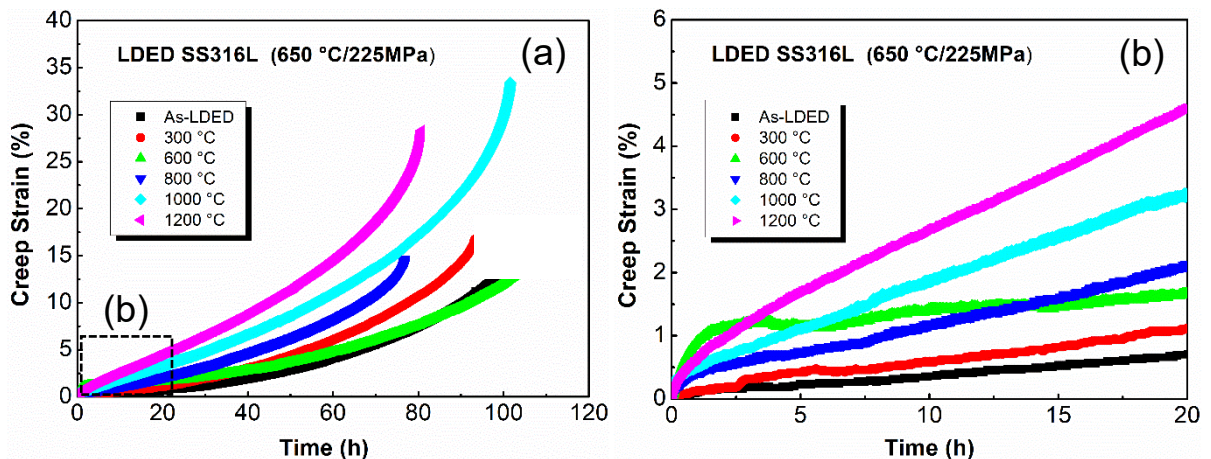 LDED SS316L (650 °C/225MPa)
(a)
Creep Strain (%)
40
35
30
25
20
15
10
5
0
As-LDED
300 °C
600 °C
800 °C
1000 °C
1200 °C
(b)
0
20
40
60
80
100
120
Time (h)
LDED SS316L (650 °C/225MPa)
(b)
Creep Strain (%)
6
5
4
3
2
1
0
As-LDED
300 °C
600 °C
800 °C
1000 °C
1200 °C
0
5
10
15
20
Time (h)